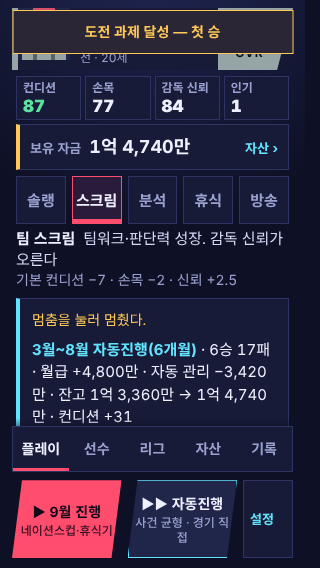 도전 과제 달성 — 첫 승
전 · 20세
컨디션 손목 감독 신뢰 인기
87 77 84 1
보유 자금 1억 4,740만 자산 ›
솔랭 스크림 분석 휴식 방송
팀 스크림 팀워크·판단력 성장. 감독 신뢰가
오른다
기본 컨디션 −7 · 손목 −2 · 신뢰 +2.5
멈춤을 눌러 멈췄다.
3월~8월 자동진행(6개월) · 6승 17패
· 월급 +4,800만 · 자동 관리 −3,420
만 · 잔고 1억 3,360만 → 1억 4,740
만 · 컨디션 +31
플레이 선수 리그 자산 기록
▶ 9월 진행
네이션스컵·휴식기
▶▶ 자동진행
사건 균형 · 경기 직
접
설정